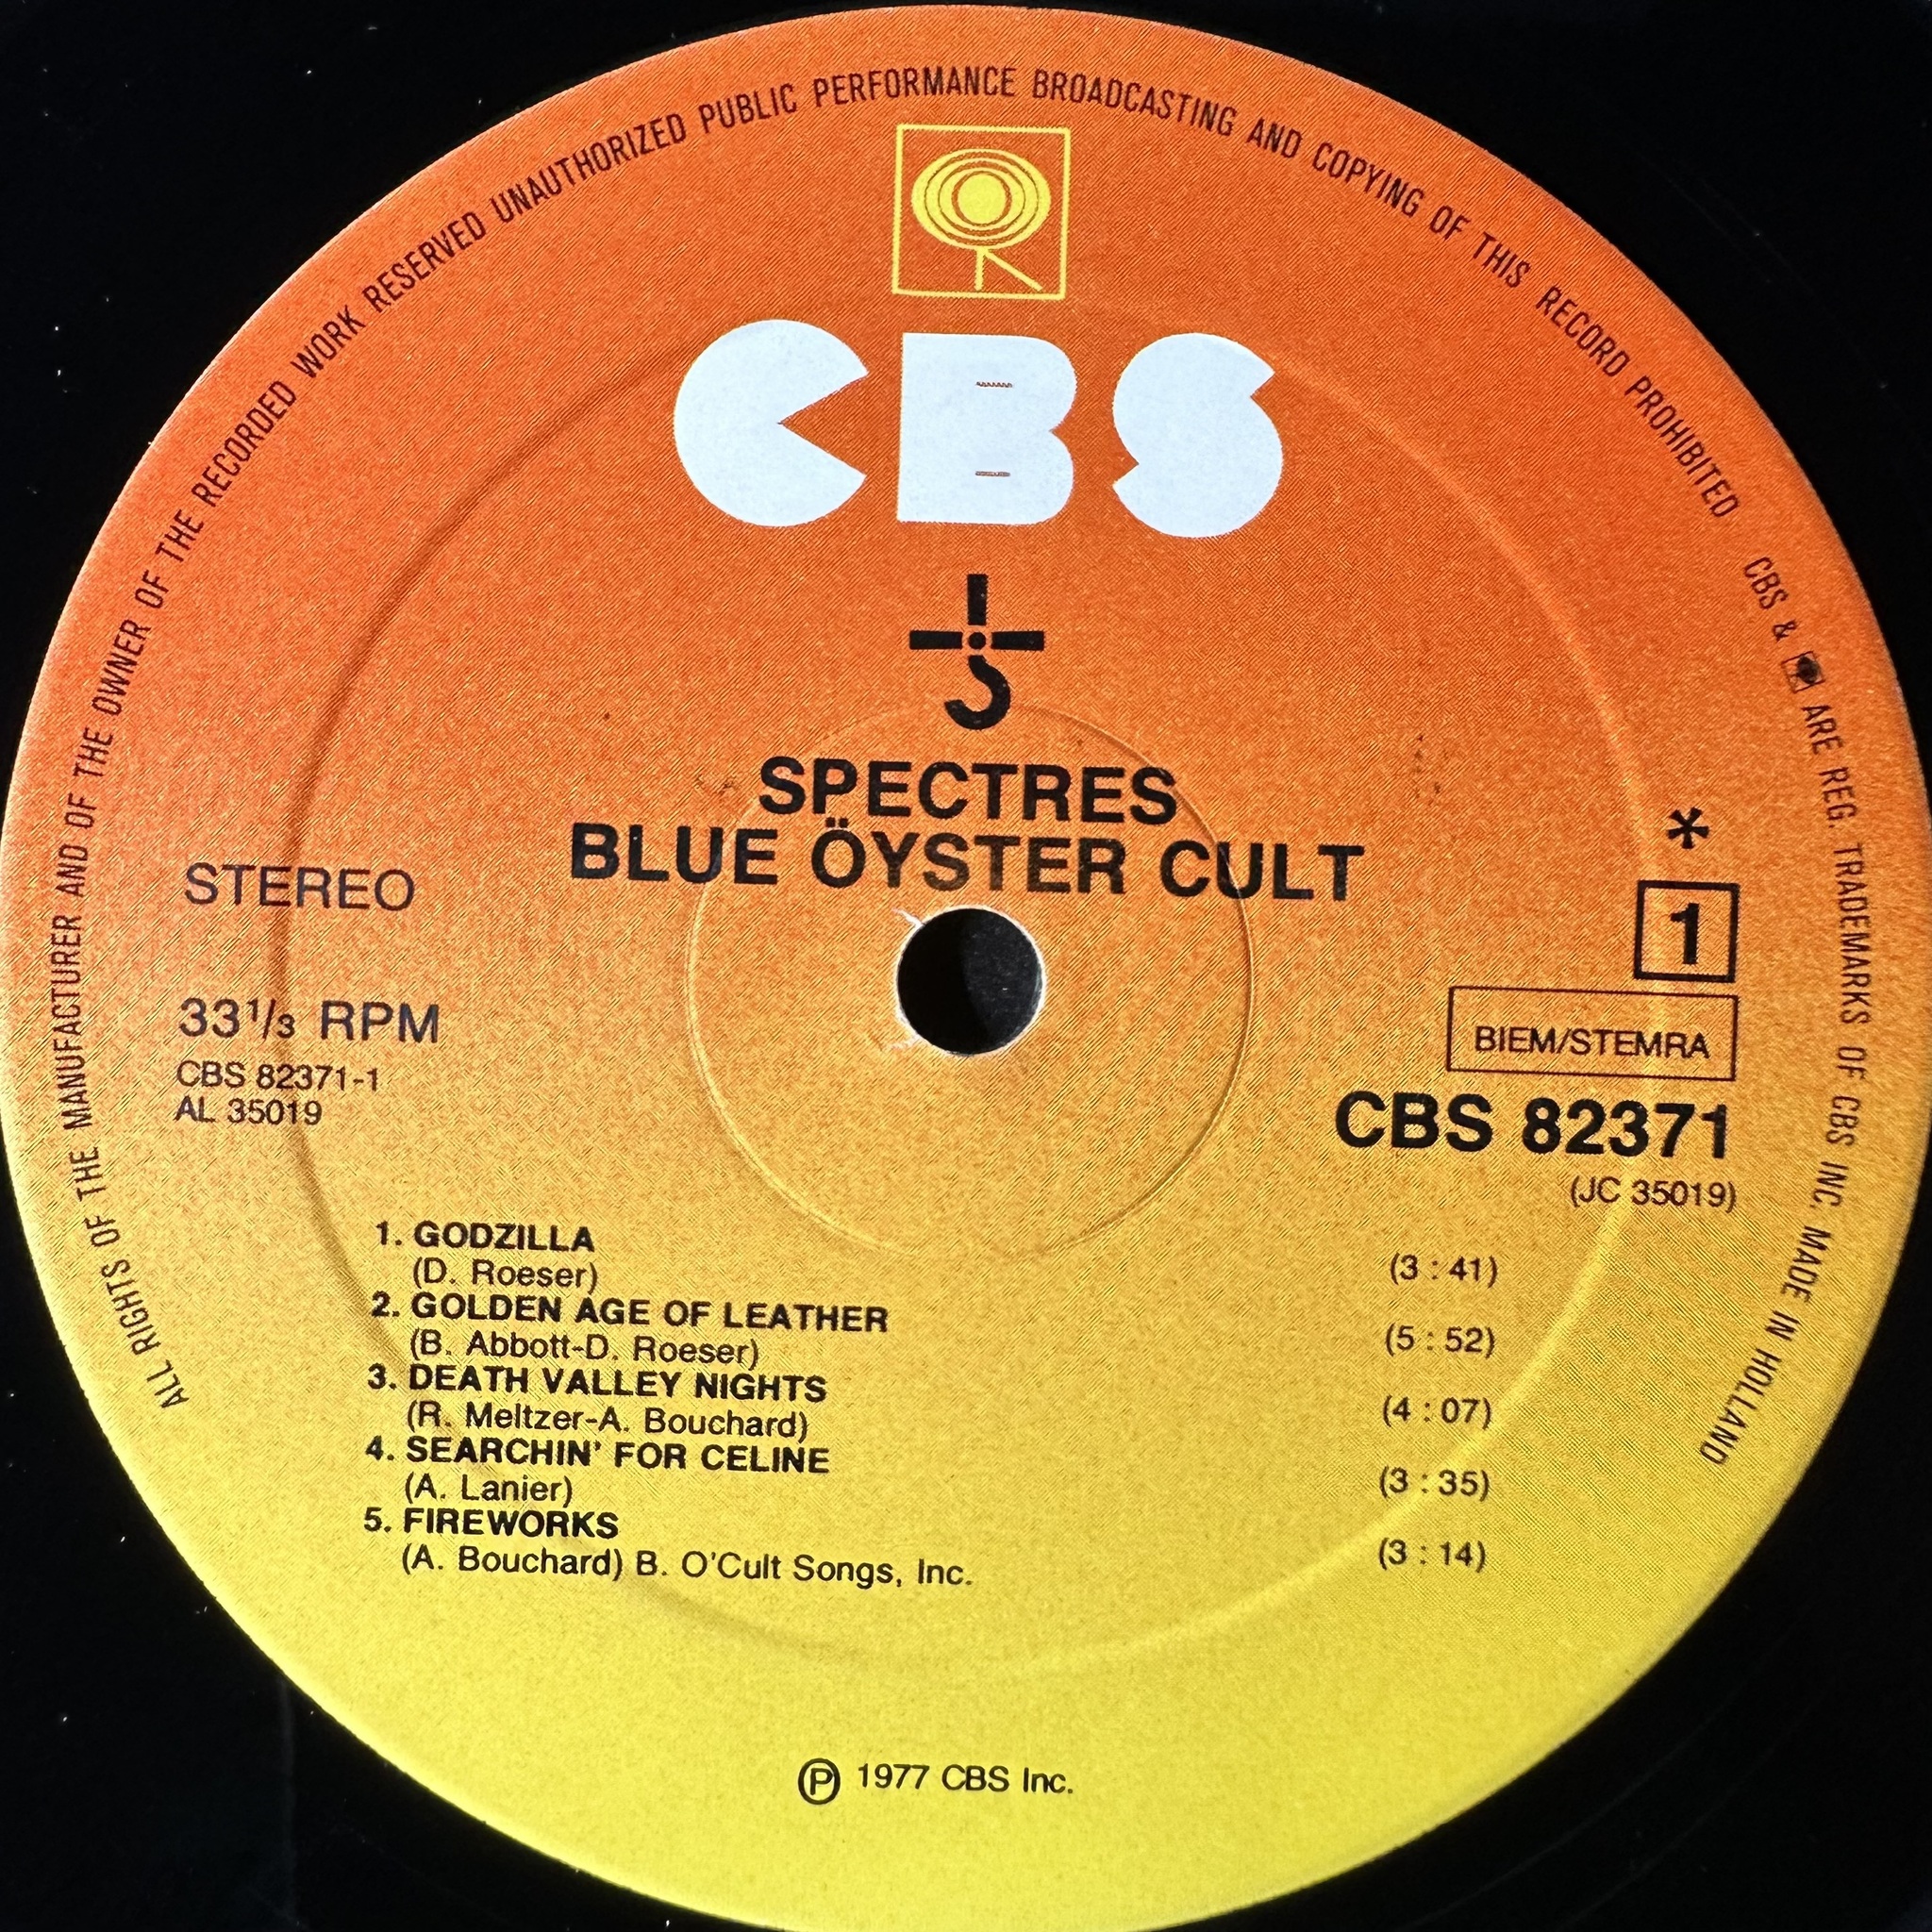 ALL RIGHTS OF THE MANUFACTURER AND OF THE OWNER OF THE RECORDED WORK RESERVED UNAUTHORIZED PUBLIC PERFORMANCE BROADCASTING AND COPYING OF THIS RECORD PROHIBITED CBS & ARE REG. TRADEMARKS OF CBS INC. MADE IN HOLLAND
CBS
SPECTRES
BLUE ÖYSTER CULT
STEREO
*
1
33 1/3 RPM
BIEM/STEMRA
CBS 82371-1
AL 35019
CBS 82371
(JC 35019)
1. GODZILLA
(D. Roeser) (3 : 41)
2. GOLDEN AGE OF LEATHER
(B. Abbott-D. Roeser) (5 : 52)
3. DEATH VALLEY NIGHTS
(R. Meltzer-A. Bouchard) (4 : 07)
4. SEARCHIN' FOR CELINE
(A. Lanier) (3 : 35)
5. FIREWORKS
(A. Bouchard) B. O'Cult Songs, Inc. (3 : 14)
℗ 1977 CBS Inc.